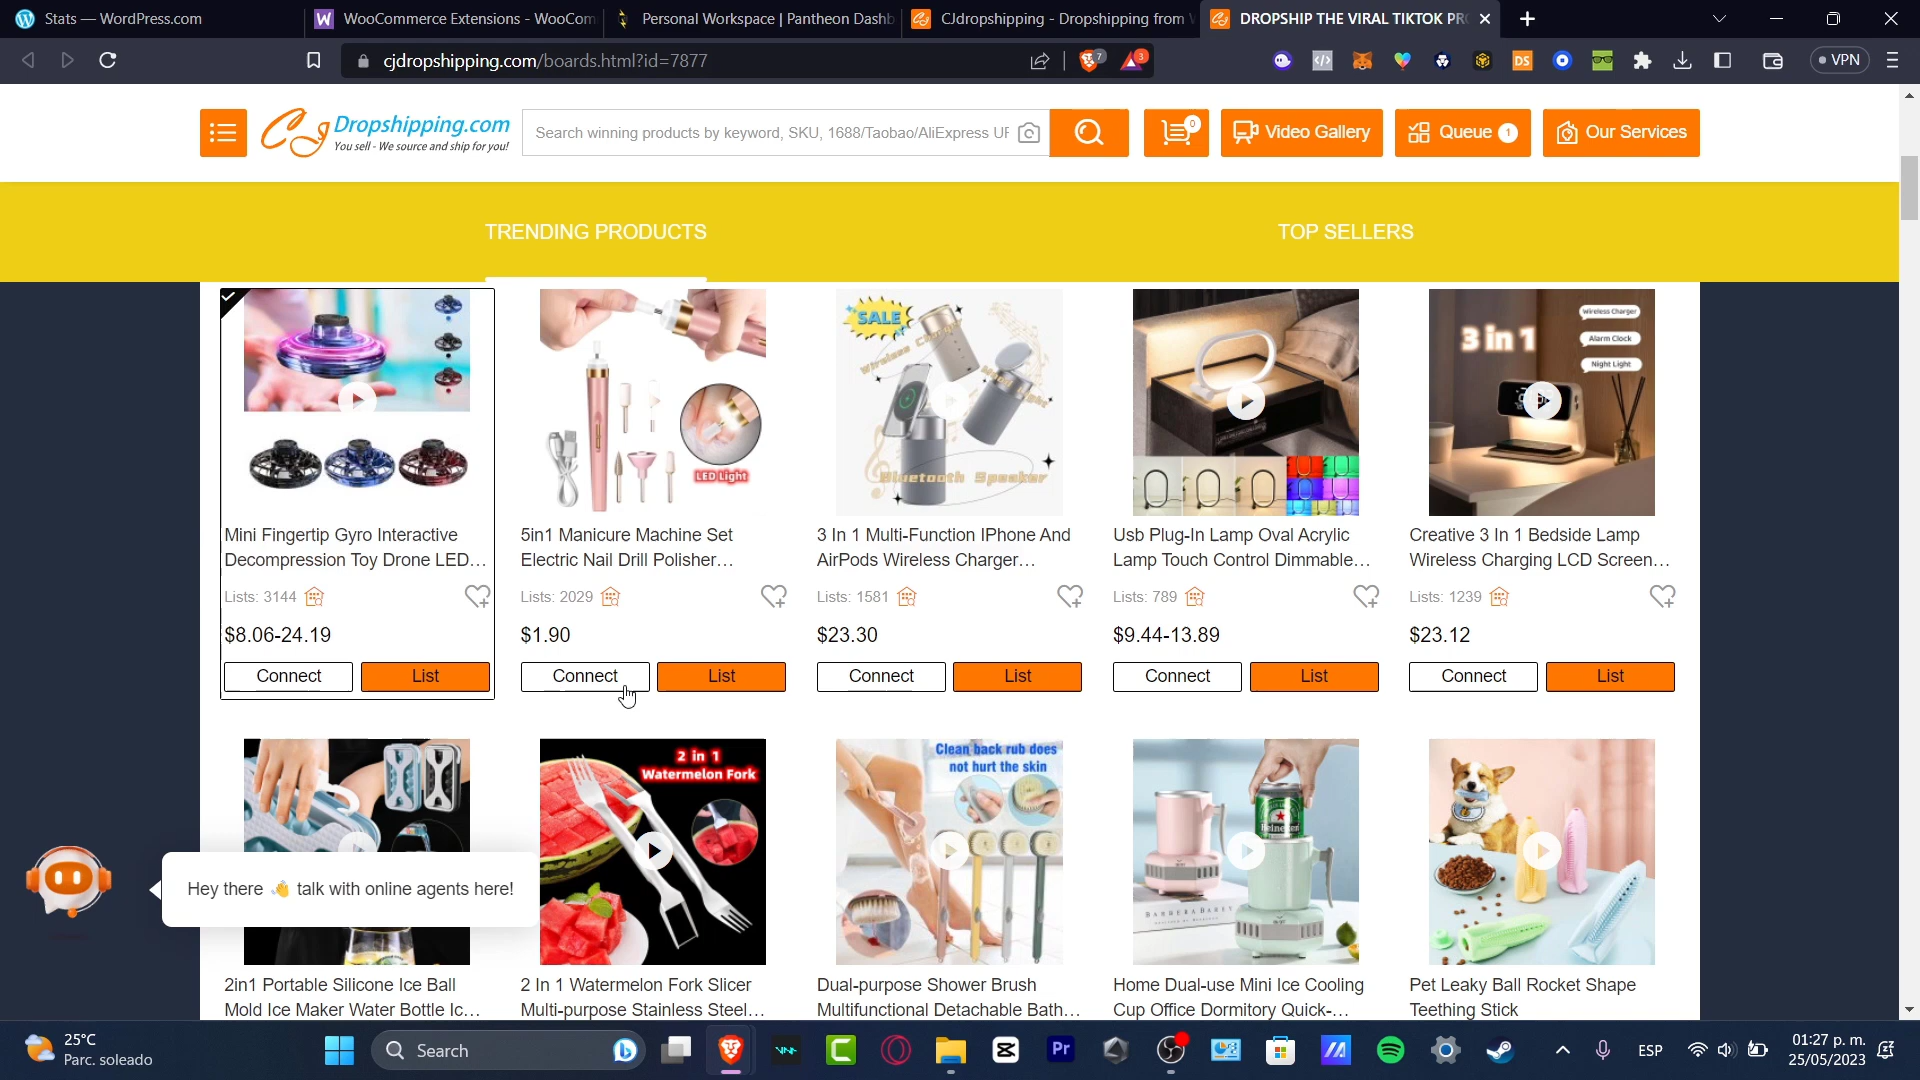 Stats — WordPress.com
WooCommerce Extensions - WooCom
Personal Workspace | Pantheon Dashb
CJdropshipping - Dropshipping from W
DROPSHIP THE VIRAL TIKTOK PRO
cjdropshipping.com/boards.html?id=7877
7
3
DS
VPN
CJ Dropshipping.com
You sell - We source and ship for you!
Search winning products by keyword, SKU, 1688/Taobao/AliExpress UR
0
Video Gallery
Queue 1
Our Services
TRENDING PRODUCTS
TOP SELLERS
LED Light
SALE
Wireless Charger
Bluetooth Speaker
3 in 1
Wireless Charger
Alarm Clock
Night Light
Mini Fingertip Gyro Interactive
Decompression Toy Drone LED...
Lists: 3144
$8.06-24.19
Connect
List
5in1 Manicure Machine Set
Electric Nail Drill Polisher...
Lists: 2029
$1.90
Connect
List
3 In 1 Multi-Function IPhone And
AirPods Wireless Charger...
Lists: 1581
$23.30
Connect
List
Usb Plug-In Lamp Oval Acrylic
Lamp Touch Control Dimmable...
Lists: 789
$9.44-13.89
Connect
List
Creative 3 In 1 Bedside Lamp
Wireless Charging LCD Screen...
Lists: 1239
$23.12
Connect
List
2 in 1
Watermelon Fork
Clean back rub does
not hurt the skin
Heineken
BARBERA BARET
Hey there 👋 talk with online agents here!
2in1 Portable Silicone Ice Ball
Mold Ice Maker Water Bottle Ic...
2 In 1 Watermelon Fork Slicer
Multi-purpose Stainless Steel...
Dual-purpose Shower Brush
Multifunctional Detachable Bath...
Home Dual-use Mini Ice Cooling
Cup Office Dormitory Quick-...
Pet Leaky Ball Rocket Shape
Teething Stick
25°C
Parc. soleado
Search
Pr
ESP
01:27 p. m.
25/05/2023